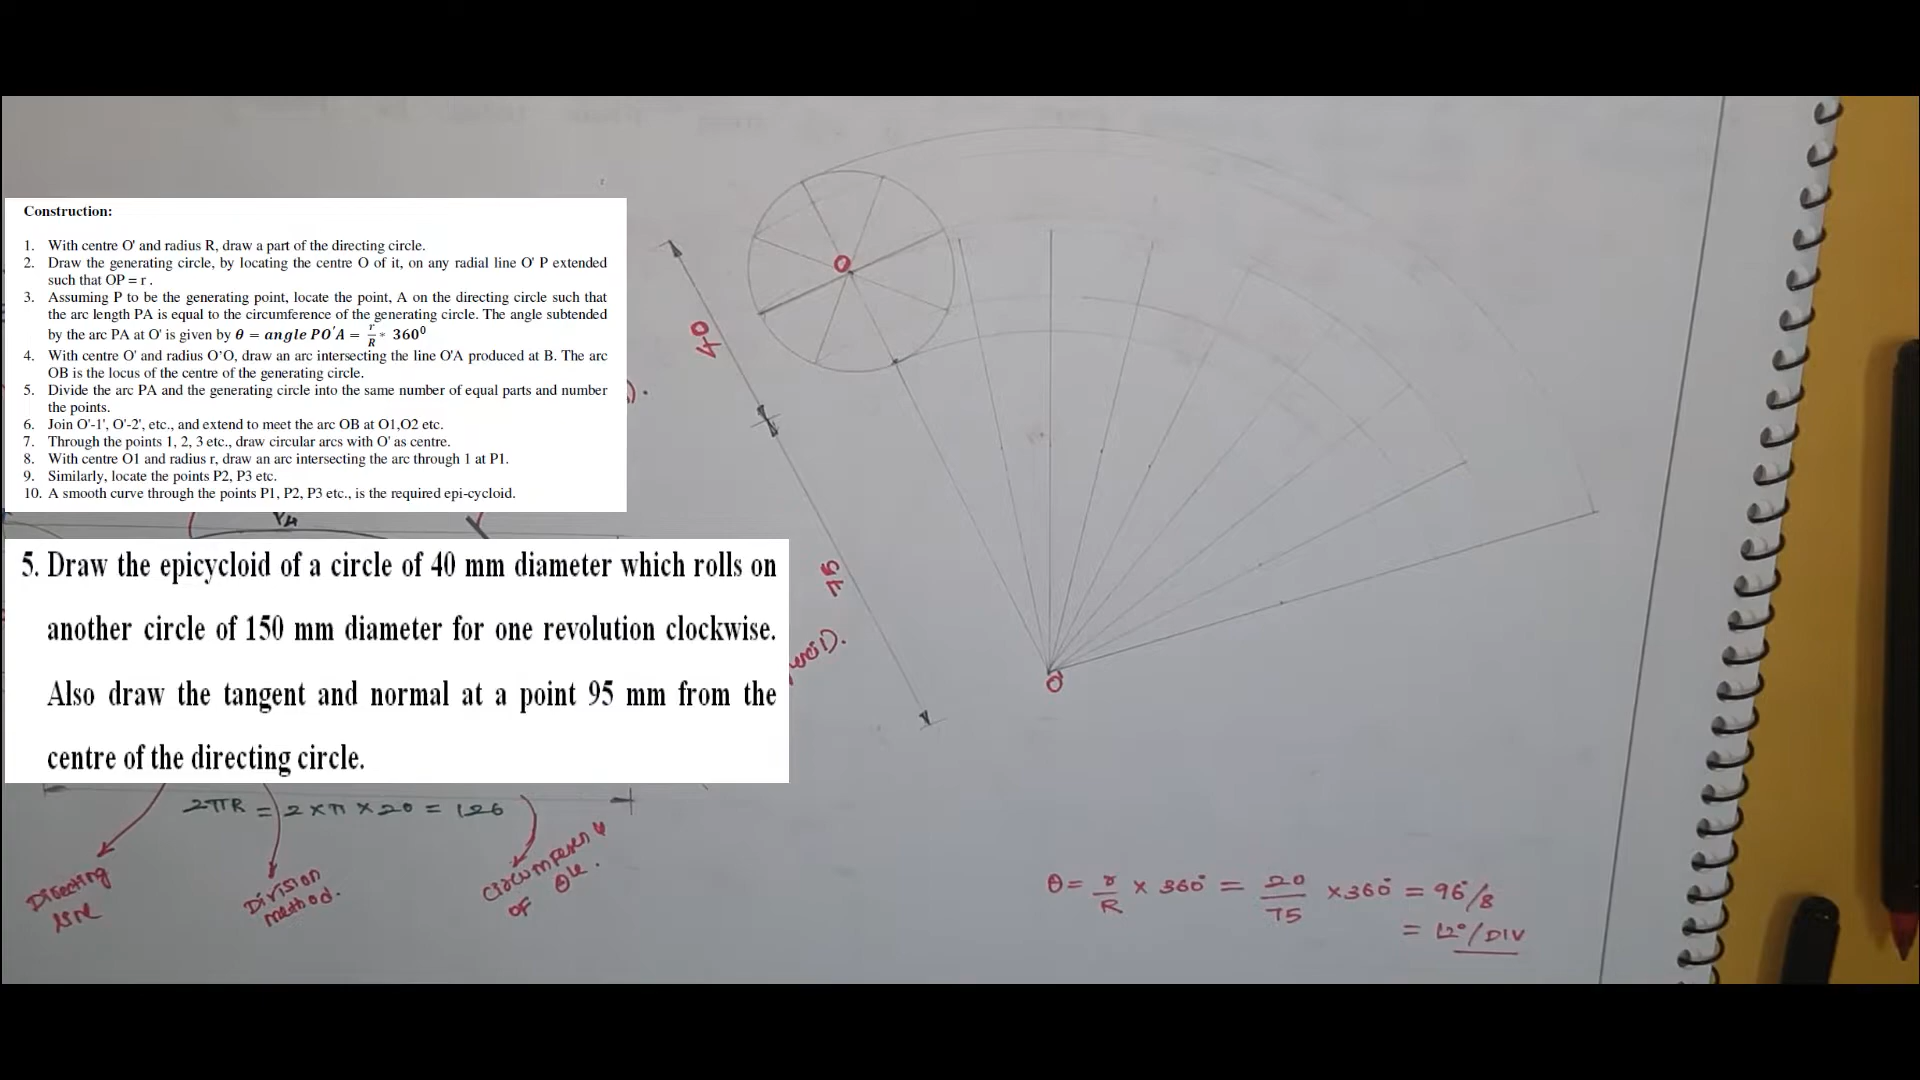 Construction:
1. With centre O' and radius R, draw a part of the directing circle.
2. Draw the generating circle, by locating the centre O of it, on any radial line O' P extended
such that OP = r .
3. Assuming P to be the generating point, locate the point, A on the directing circle such that
the arc length PA is equal to the circumference of the generating circle. The angle subtended
by the arc PA at O' is given by θ = angle PO'A = r/R * 360⁰
4. With centre O' and radius O'O, draw an arc intersecting the line O'A produced at B. The arc
OB is the locus of the centre of the generating circle.
5. Divide the arc PA and the generating circle into the same number of equal parts and number
the points.
6. Join O'-1', O'-2', etc., and extend to meet the arc OB at O1,O2 etc.
7. Through the points 1, 2, 3 etc., draw circular arcs with O' as centre.
8. With centre O1 and radius r, draw an arc intersecting the arc through 1 at P1.
9. Similarly, locate the points P2, P3 etc.
10. A smooth curve through the points P1, P2, P3 etc., is the required epi-cycloid.
5. Draw the epicycloid of a circle of 40 mm diameter which rolls on
another circle of 150 mm diameter for one revolution clockwise.
Also draw the tangent and normal at a point 95 mm from the
centre of the directing circle.
O
40
75
O'
2πR = 2×π×20 = 126
Directing
Division
method.
circumferen
of
θ = r/R × 360° = 20/75 ×360° = 96°/8
= 12°/DIV